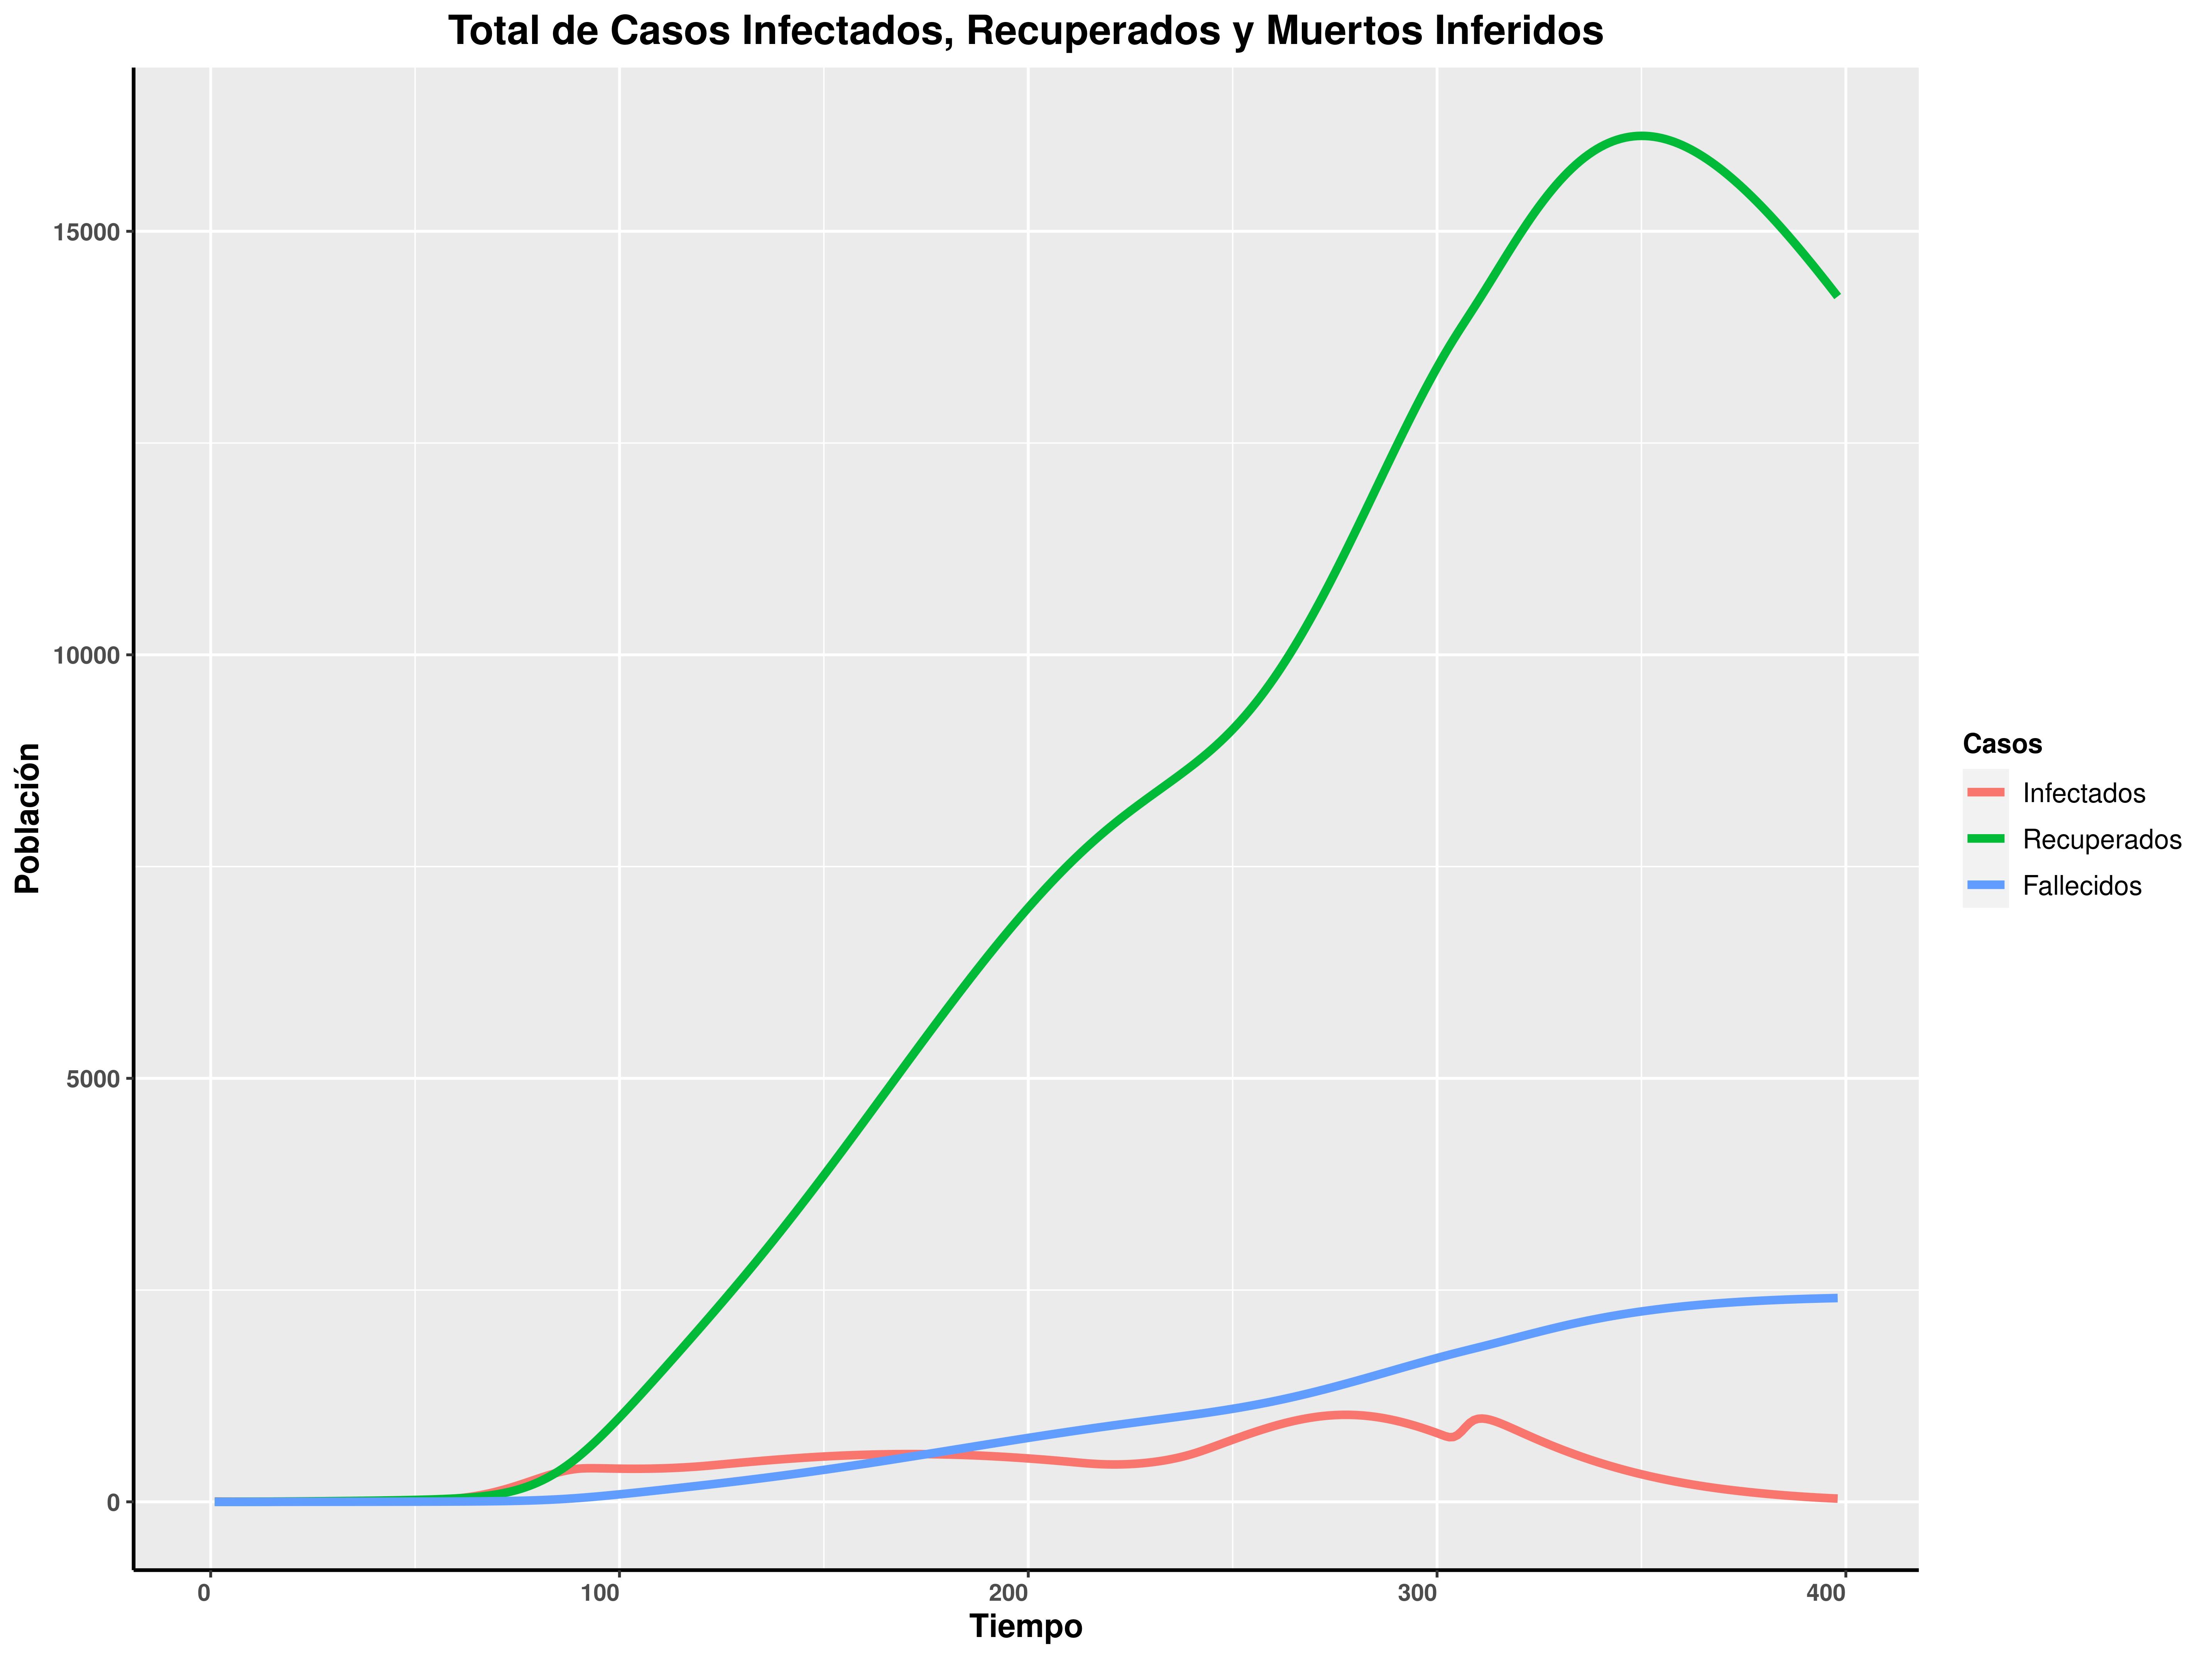 Total de Casos Infectados, Recuperados y Muertos Inferidos
Población
15000
10000
5000
0
0 100 200 300 400
Tiempo
Casos
Infectados
Recuperados
Fallecidos